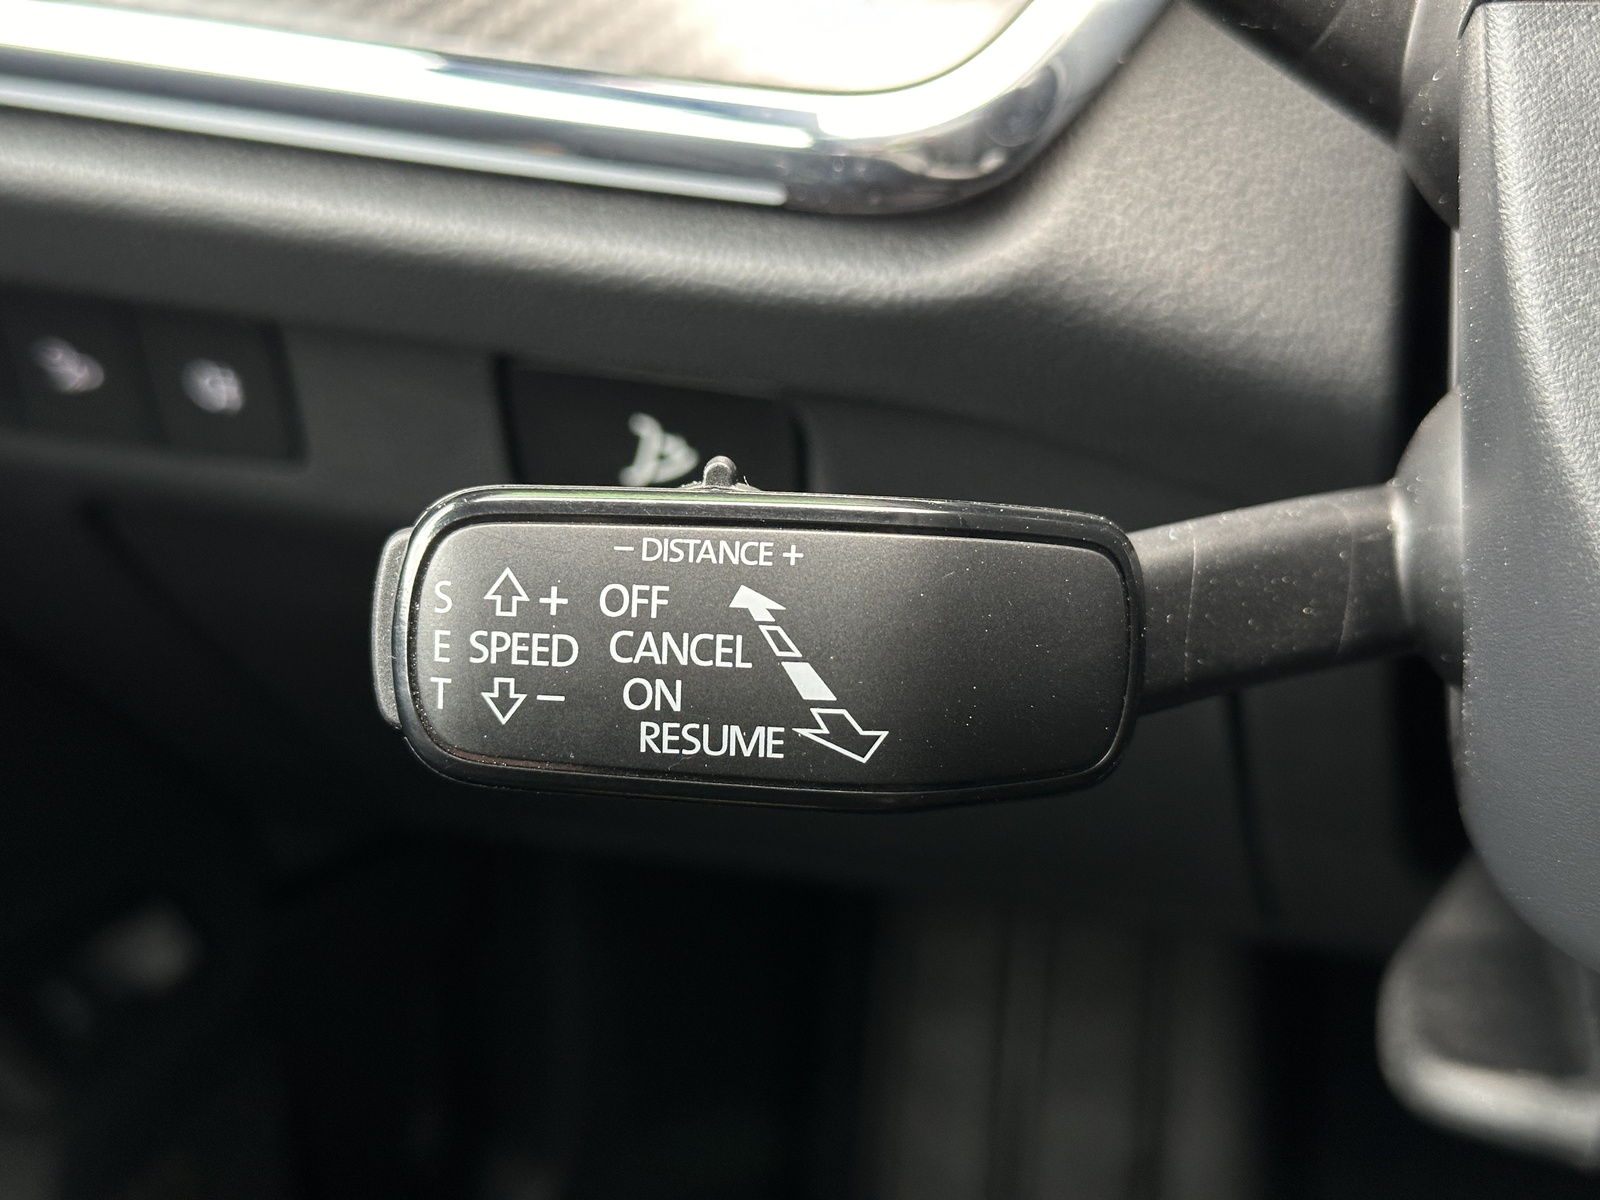 − DISTANCE +
S + OFF
E SPEED CANCEL
T − ON
RESUME